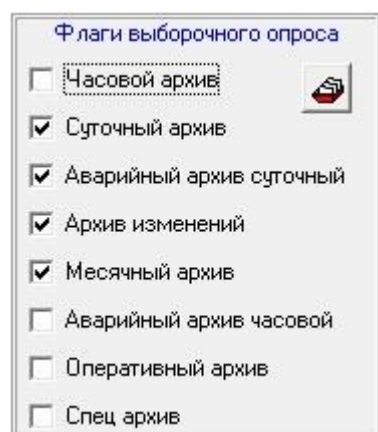 Флаги выборочного опроса
Часовой архив
Суточный архив
Аварийный архив суточный
Архив изменений
Месячный архив
Аварийный архив часовой
Оперативный архив
Спец архив